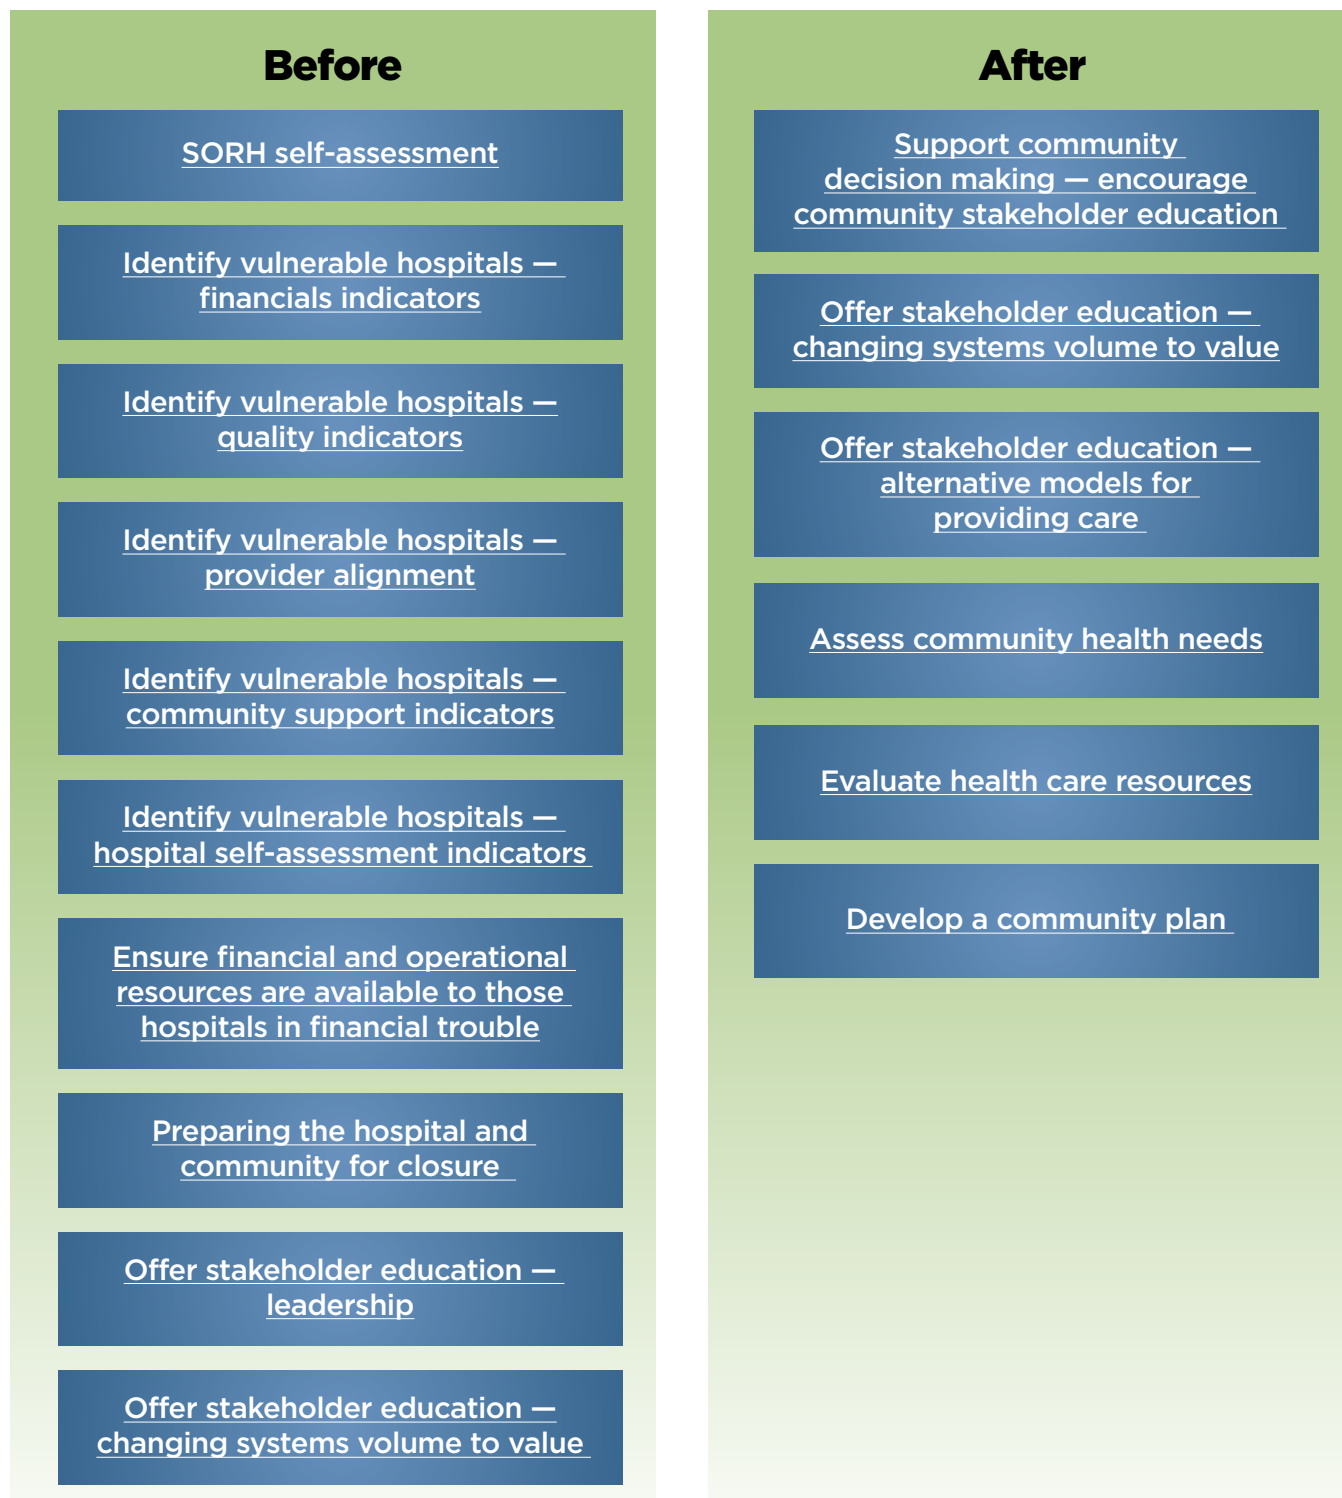 Before
SORH self-assessment
Identify vulnerable hospitals —
financials indicators
Identify vulnerable hospitals —
quality indicators
Identify vulnerable hospitals —
provider alignment
Identify vulnerable hospitals —
community support indicators
Identify vulnerable hospitals —
hospital self-assessment indicators
Ensure financial and operational
resources are available to those
hospitals in financial trouble
Preparing the hospital and
community for closure
Offer stakeholder education —
leadership
Offer stakeholder education —
changing systems volume to value
After
Support community
decision making — encourage
community stakeholder education
Offer stakeholder education —
changing systems volume to value
Offer stakeholder education —
alternative models for
providing care
Assess community health needs
Evaluate health care resources
Develop a community plan